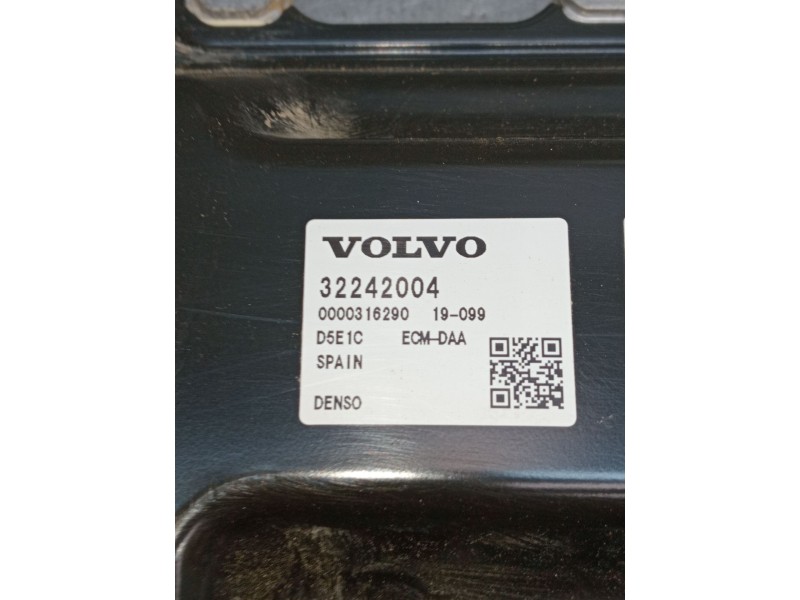 VOLVO
32242004
0000316290 19-099
D5E1C ECM-DAA
SPAIN
DENSO